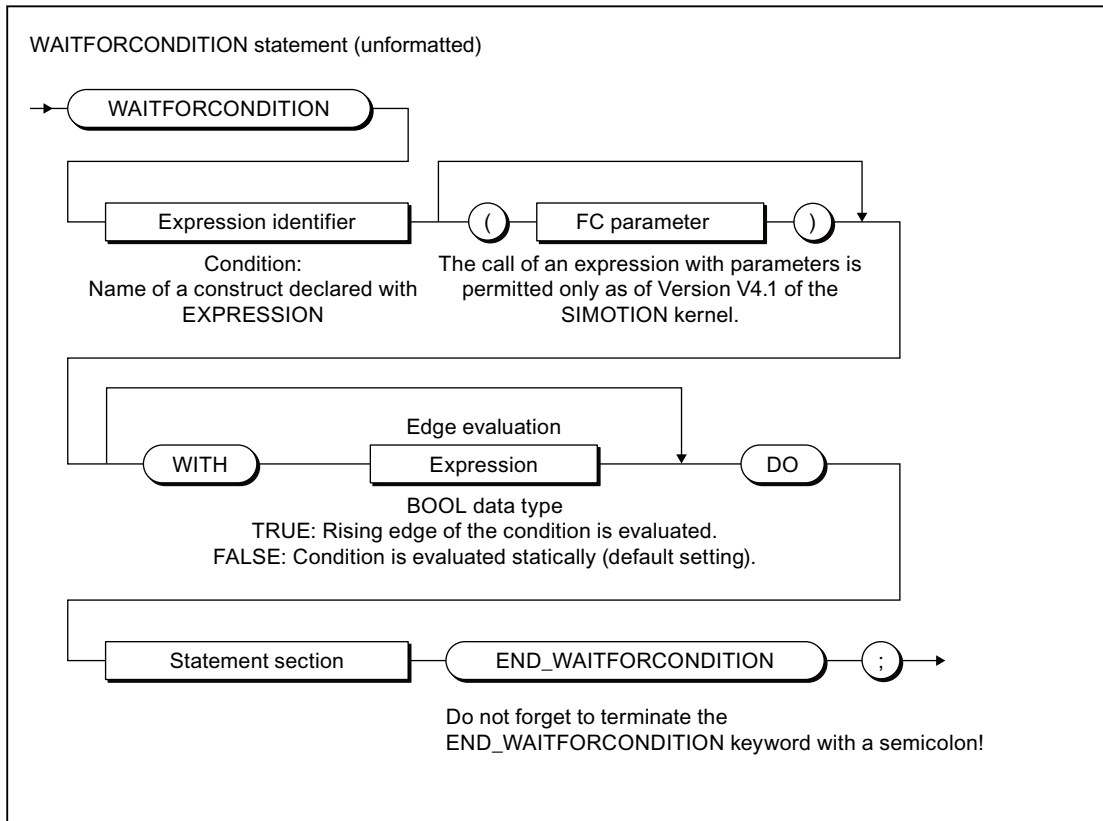 WAITFORCONDITION statement (unformatted)
WAITFORCONDITION
Expression identifier
(
FC parameter
)
Condition:
Name of a construct declared with
EXPRESSION
The call of an expression with parameters is
permitted only as of Version V4.1 of the
SIMOTION kernel.
Edge evaluation
WITH
Expression
DO
BOOL data type
TRUE: Rising edge of the condition is evaluated.
FALSE: Condition is evaluated statically (default setting).
Statement section
END_WAITFORCONDITION
;
Do not forget to terminate the
END_WAITFORCONDITION keyword with a semicolon!